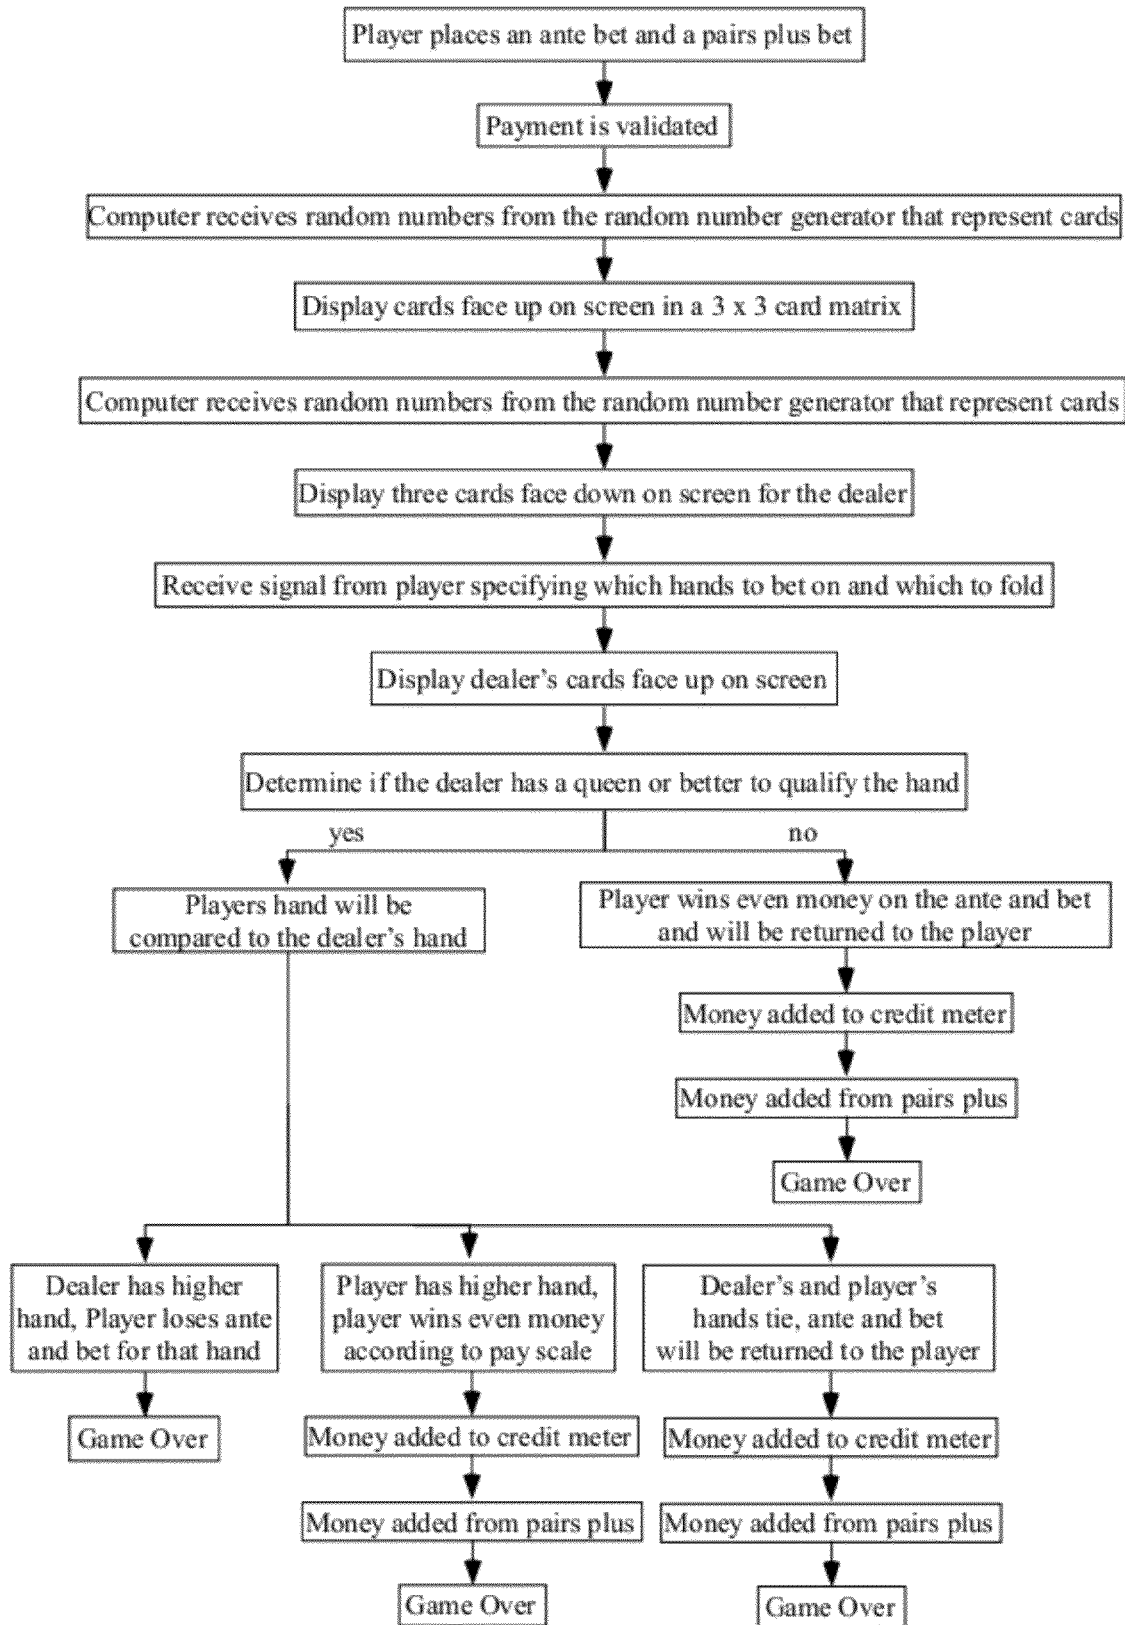 Player places an ante bet and a pairs plus bet
Payment is validated
Computer receives random numbers from the random number generator that represent cards
Display cards face up on screen in a 3 x 3 card matrix
Computer receives random numbers from the random number generator that represent cards
Display three cards face down on screen for the dealer
Receive signal from player specifying which hands to bet on and which to fold
Display dealer's cards face up on screen
Determine if the dealer has a queen or better to qualify the hand
yes
no
Players hand will be
compared to the dealer's hand
Player wins even money on the ante and bet
and will be returned to the player
Money added to credit meter
Money added from pairs plus
Game Over
Dealer has higher
hand, Player loses ante
and bet for that hand
Game Over
Player has higher hand,
player wins even money
according to pay scale
Money added to credit meter
Money added from pairs plus
Game Over
Dealer's and player's
hands tie, ante and bet
will be returned to the player
Money added to credit meter
Money added from pairs plus
Game Over